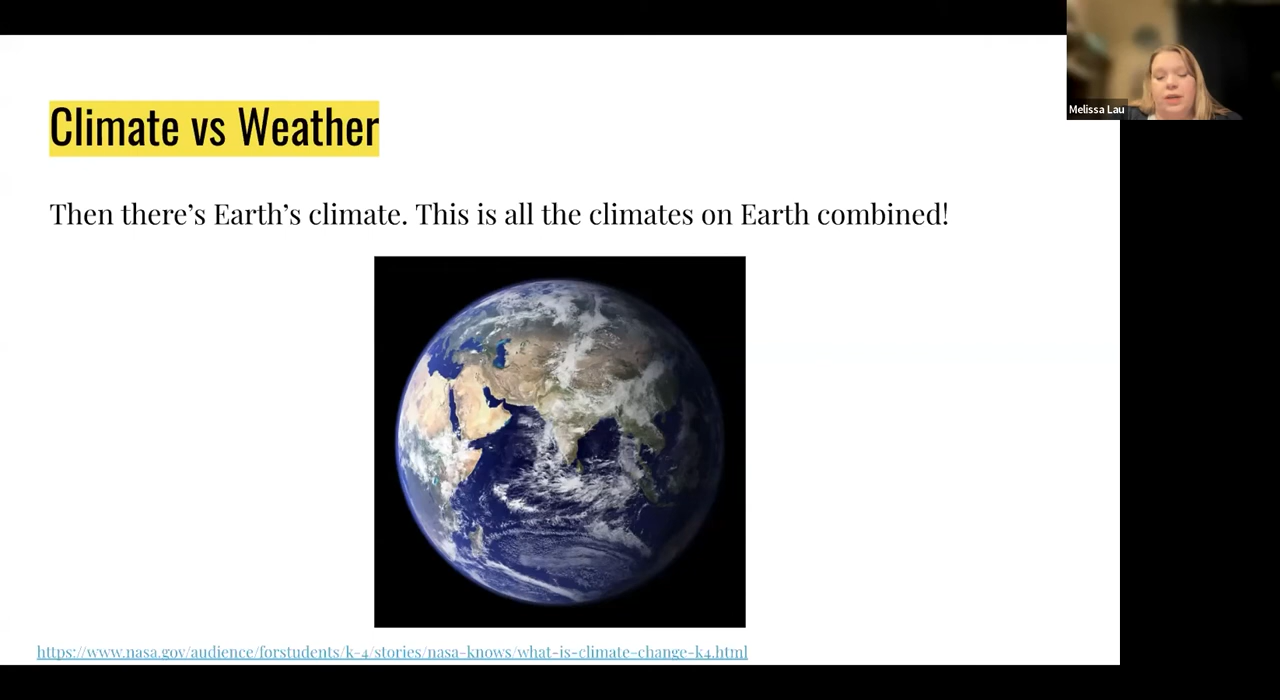 Climate vs Weather
Melissa Lau
Then there’s Earth’s climate. This is all the climates on Earth combined!
https://www.nasa.gov/audience/forstudents/k-4/stories/nasa-knows/what-is-climate-change-k4.html